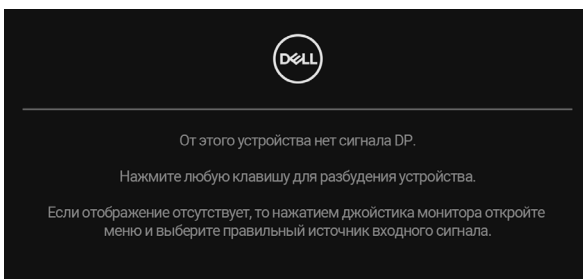 DELL
От этого устройства нет сигнала DP.
Нажмите любую клавишу для разбудения устройства.
Если отображение отсутствует, то нажатием джойстика монитора откройте
меню и выберите правильный источник входного сигнала.